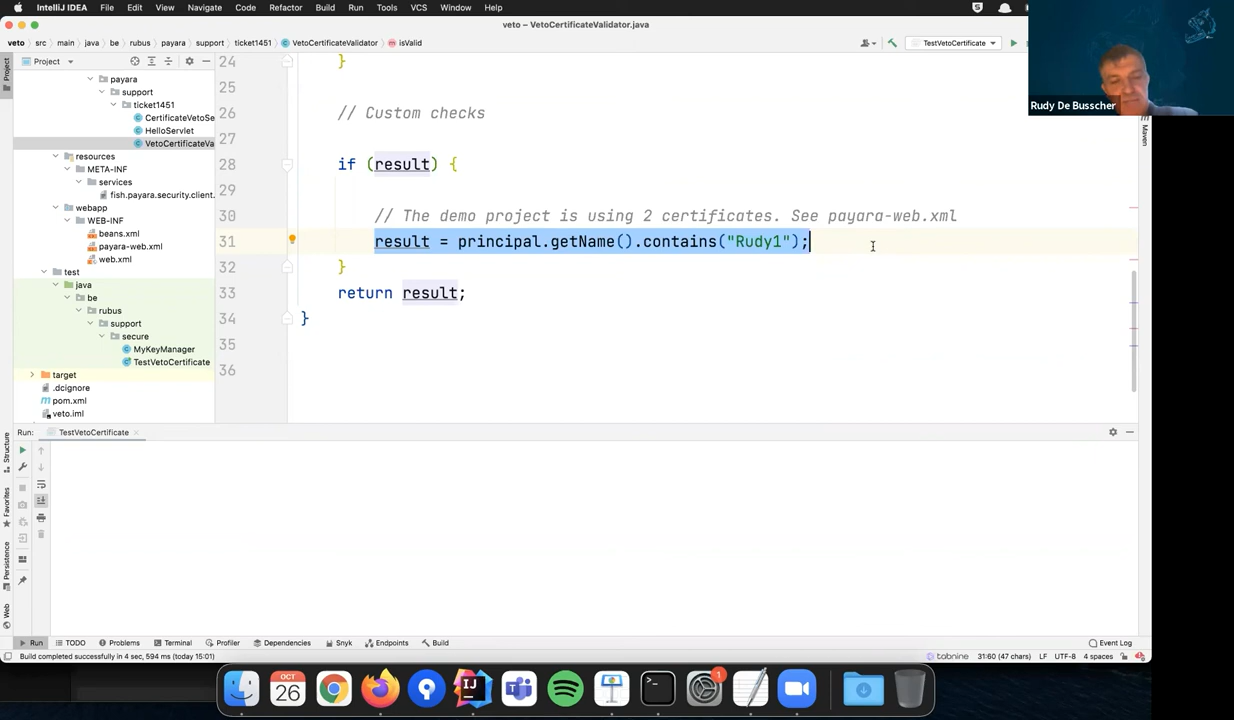 IntelliJ IDEA File Edit View Navigate Code Refactor Build Run Tools VCS Window Help
veto – VetoCertificateValidator.java
veto src main java be rubus payara support ticket1451 VetoCertificateValidator isValid
TestVetoCertificate
Project
Project
payara
support
ticket1451
CertificateVetoSe
HelloServlet
VetoCertificateVa
resources
META-INF
services
fish.payara.security.client.
webapp
WEB-INF
beans.xml
payara-web.xml
web.xml
test
java
be
rubus
support
secure
MyKeyManager
TestVetoCertificate
target
.dcignore
pom.xml
veto.iml
24 }
25
26 // Custom checks
27
28 if (result) {
29
30 // The demo project is using 2 certificates. See payara-web.xml
31 result = principal.getName().contains("Rudy1");
32 }
33 return result;
34 }
35
36
Rudy De Busscher
Maven
Run: TestVetoCertificate
Structure
Favorites
Persistence
Web
Run TODO Problems Terminal Profiler Dependencies Snyk Endpoints Build Event Log
Build completed successfully in 4 sec, 594 ms (today 15:01)
tabnine 31:60 (47 chars) LF UTF-8 4 spaces
OCT
26
1